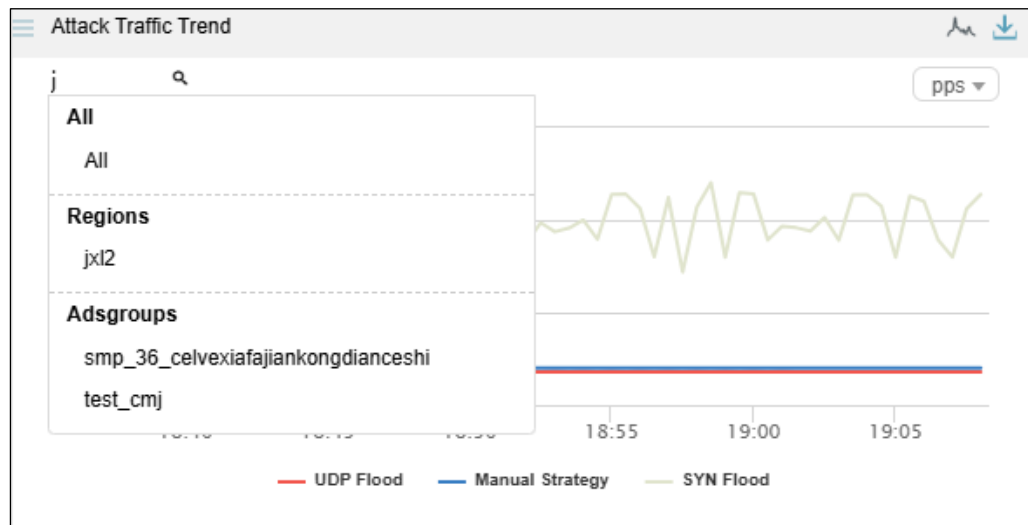 Attack Traffic Trend
j
pps
All
All
Regions
jxl2
Adsgroups
smp_36_celvexiafajiankongdianceshi
test_cmj
18:55 19:00 19:05
UDP Flood Manual Strategy SYN Flood